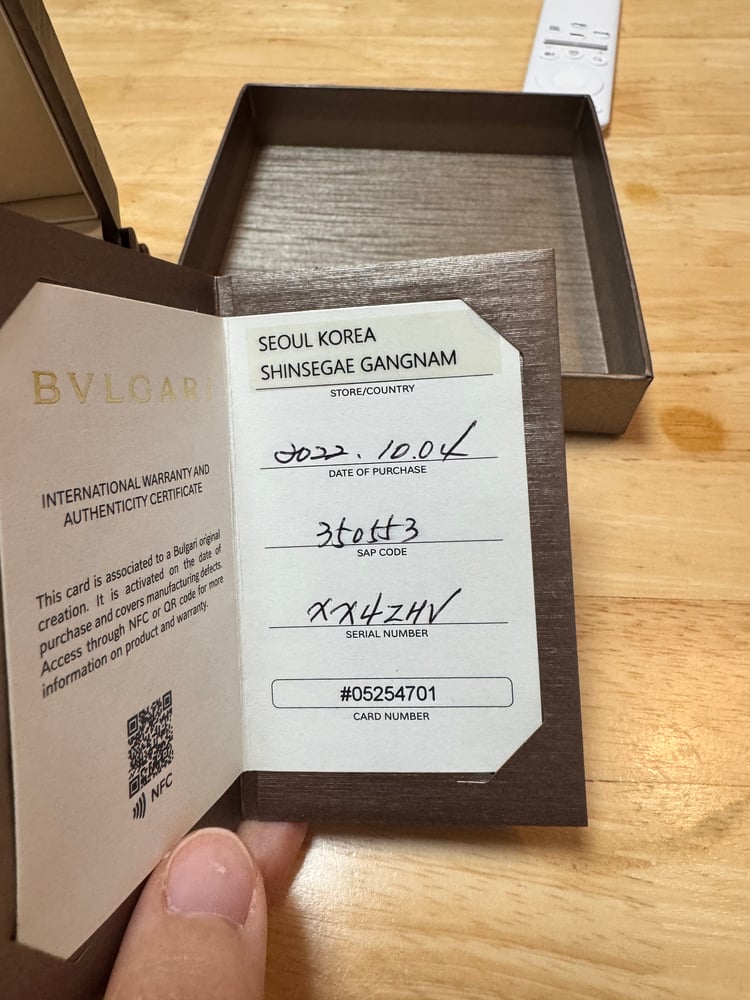 BVLGARI
INTERNATIONAL WARRANTY AND
AUTHENTICITY CERTIFICATE
This card is associated to a Bulgari original
creation. It is activated on the date of
purchase and covers manufacturing defects.
Access through NFC or QR code for more
information on product and warranty.
NFC
SEOUL KOREA
SHINSEGAE GANGNAM
STORE/COUNTRY
2022. 10.04
DATE OF PURCHASE
350553
SAP CODE
XX4ZHV
SERIAL NUMBER
#05254701
CARD NUMBER